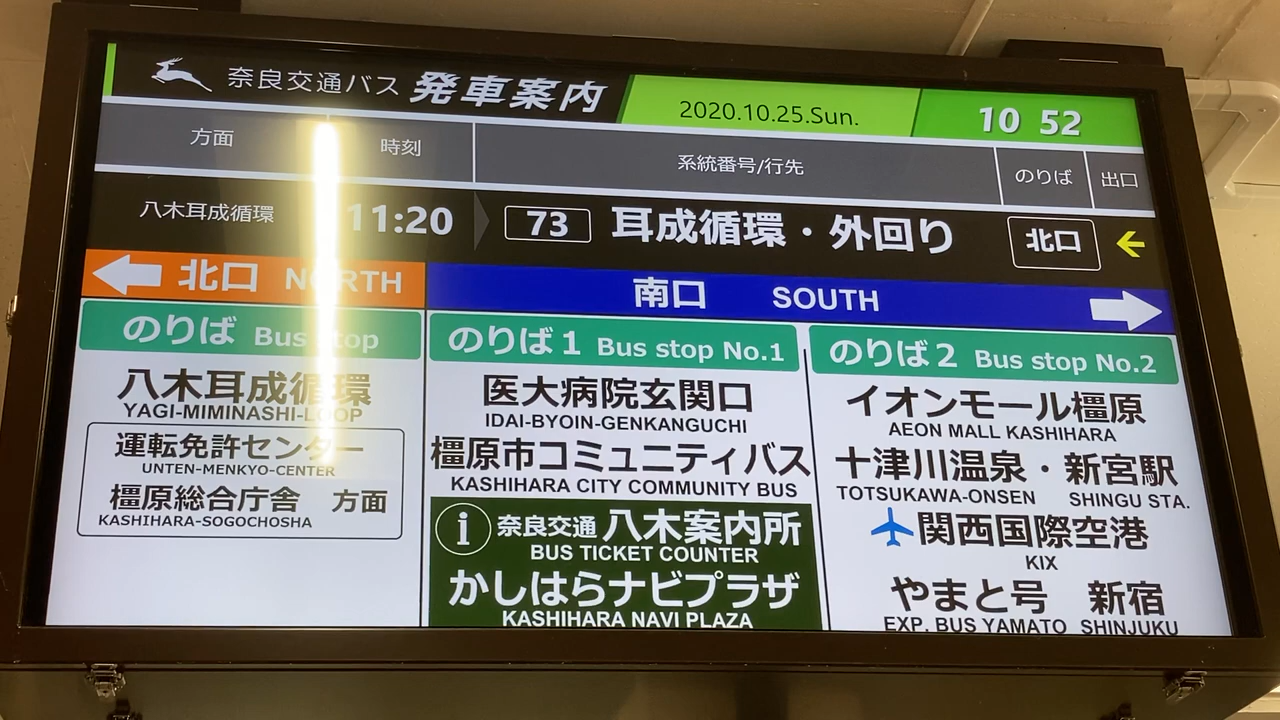 奈良交通バス 発車案内 2020.10.25.Sun. 10 52
方面 時刻 系統番号/行先 のりば 出口
八木耳成循環 11:20 73 耳成循環・外回り 北口 ←
← 北口 NORTH
南口 SOUTH →
のりば Bus stop
八木耳成循環
YAGI-MIMINASHI-LOOP
運転免許センター
UNTEN-MENKYO-CENTER
橿原総合庁舎 方面
KASHIHARA-SOGOCHOSHA
のりば1 Bus stop No.1
医大病院玄関口
IDAI-BYOIN-GENKANGUCHI
橿原市コミュニティバス
KASHIHARA CITY COMMUNITY BUS
i 奈良交通 八木案内所
BUS TICKET COUNTER
かしはらナビプラザ
KASHIHARA NAVI PLAZA
のりば2 Bus stop No.2
イオンモール橿原
AEON MALL KASHIHARA
十津川温泉・新宮駅
TOTSUKAWA-ONSEN SHINGU STA.
関西国際空港
KIX
やまと号 新宿
EXP. BUS YAMATO SHINJUKU